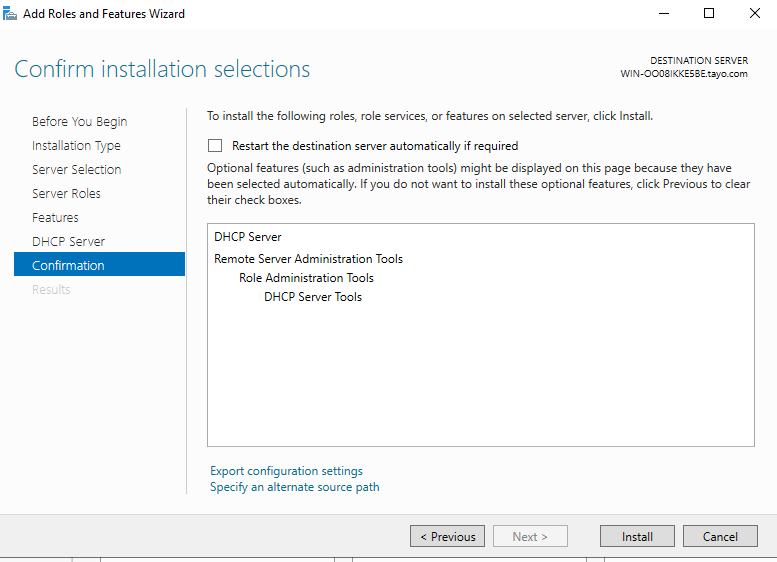 Add Roles and Features Wizard
Confirm installation selections
DESTINATION SERVER
WIN-OO08IKKE5BE.tayo.com
Before You Begin
Installation Type
Server Selection
Server Roles
Features
DHCP Server
Confirmation
Results
To install the following roles, role services, or features on selected server, click Install.
Restart the destination server automatically if required
Optional features (such as administration tools) might be displayed on this page because they have
been selected automatically. If you do not want to install these optional features, click Previous to clear
their check boxes.
DHCP Server
Remote Server Administration Tools
Role Administration Tools
DHCP Server Tools
Export configuration settings
Specify an alternate source path
< Previous
Next >
Install
Cancel